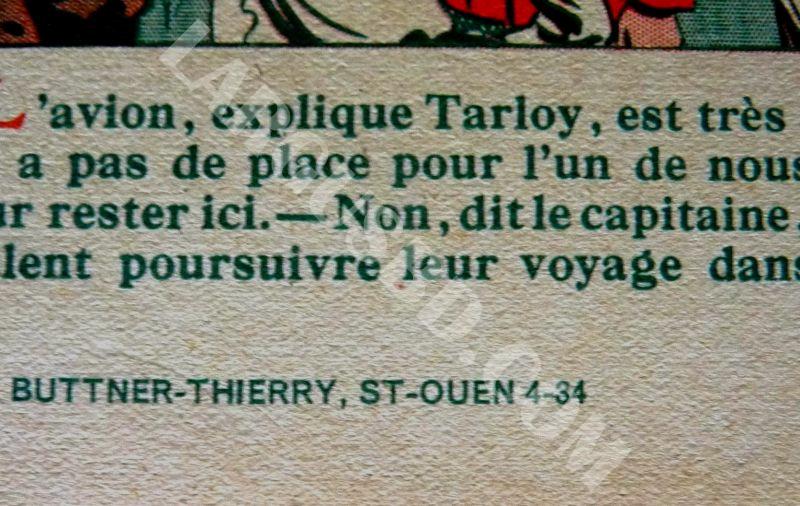 L'avion, explique Tarloy, est très
a pas de place pour l'un de nous
ur rester ici.—Non, dit le capitaine.
lent poursuivre leur voyage dans
BUTTNER-THIERRY, ST-OUEN 4-34